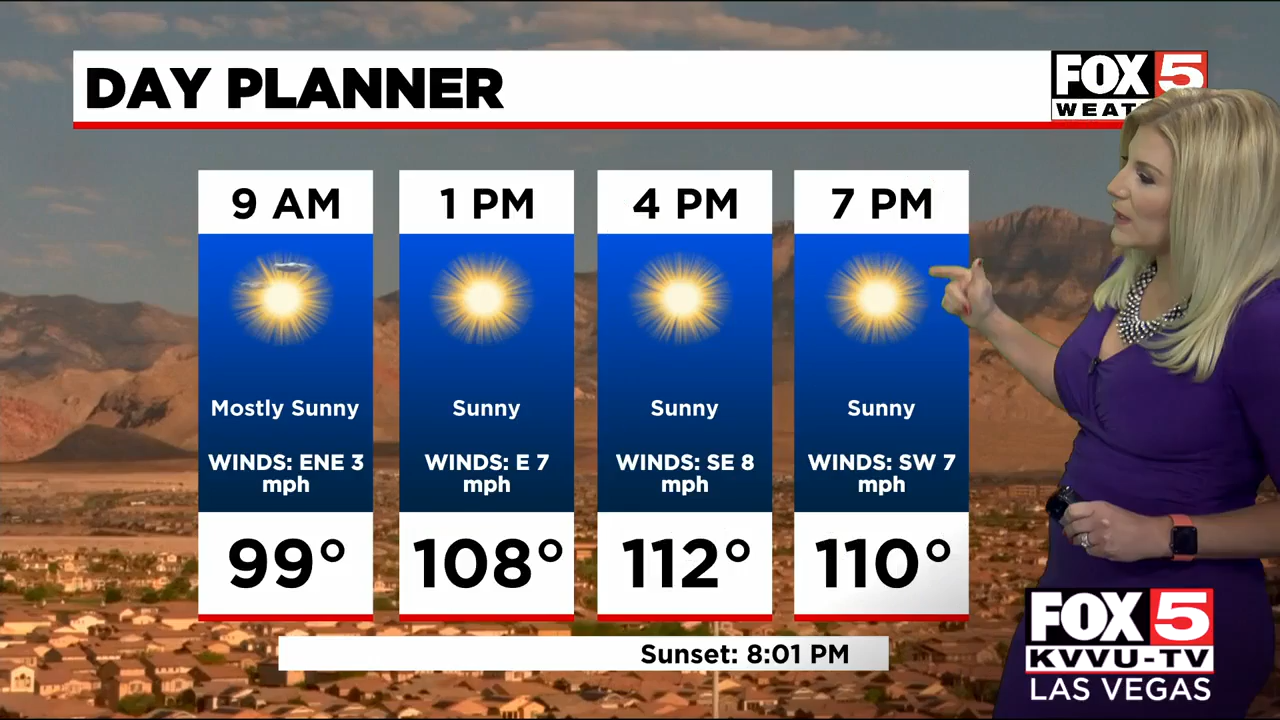 DAY PLANNER
FOX 5
9 AM
Mostly Sunny
WINDS: ENE 3
mph
99°
1 PM
Sunny
WINDS: E 7
mph
108°
4 PM
Sunny
WINDS: SE 8
mph
112°
7 PM
Sunny
WINDS: SW 7
mph
110°
Sunset: 8:01 PM
FOX 5
KVVU-TV
LAS VEGAS